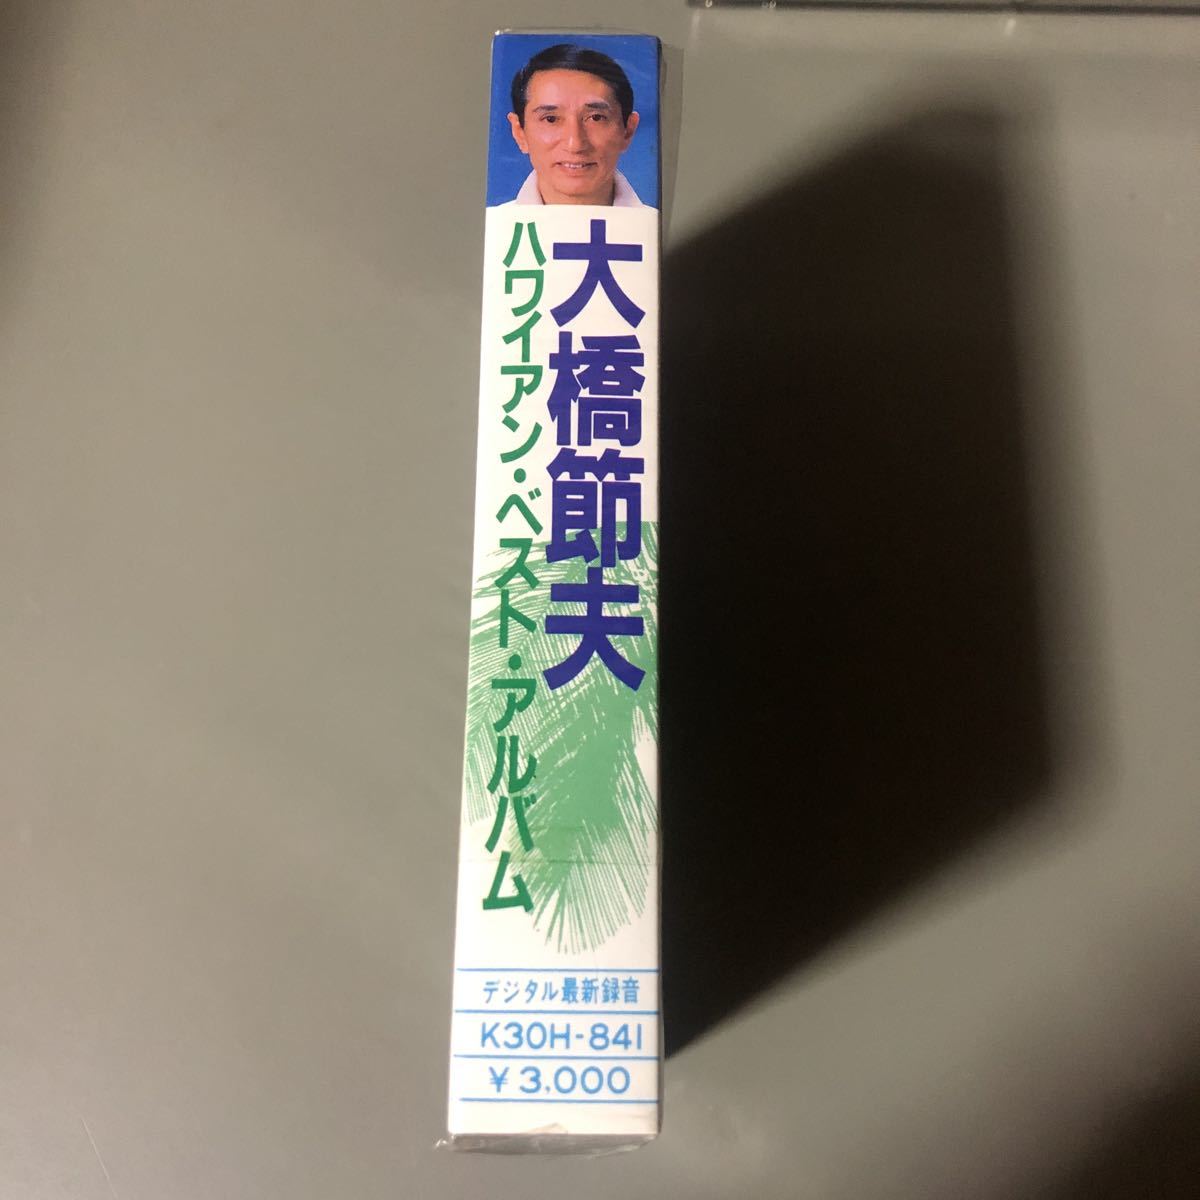 大橋節夫
ハワイアン・ベスト・アルバム
デジタル最新録音
K30H-841
¥3,000